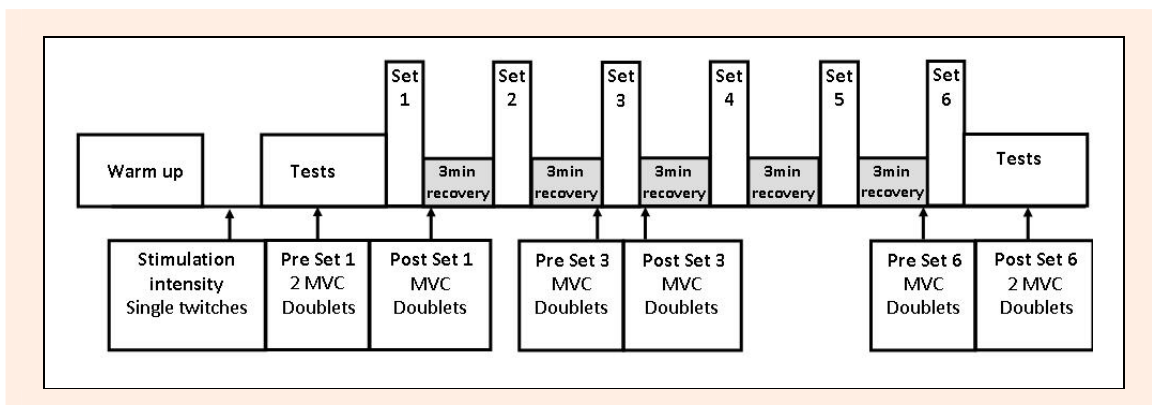 Set
1
Set
2
Set
3
Set
4
Set
5
Set
6
Warm up
Tests
3min
recovery
3min
recovery
3min
recovery
3min
recovery
3min
recovery
Tests
Stimulation
intensity
Single twitches
Pre Set 1
2 MVC
Doublets
Post Set 1
MVC
Doublets
Pre Set 3
MVC
Doublets
Post Set 3
MVC
Doublets
Pre Set 6
MVC
Doublets
Post Set 6
2 MVC
Doublets